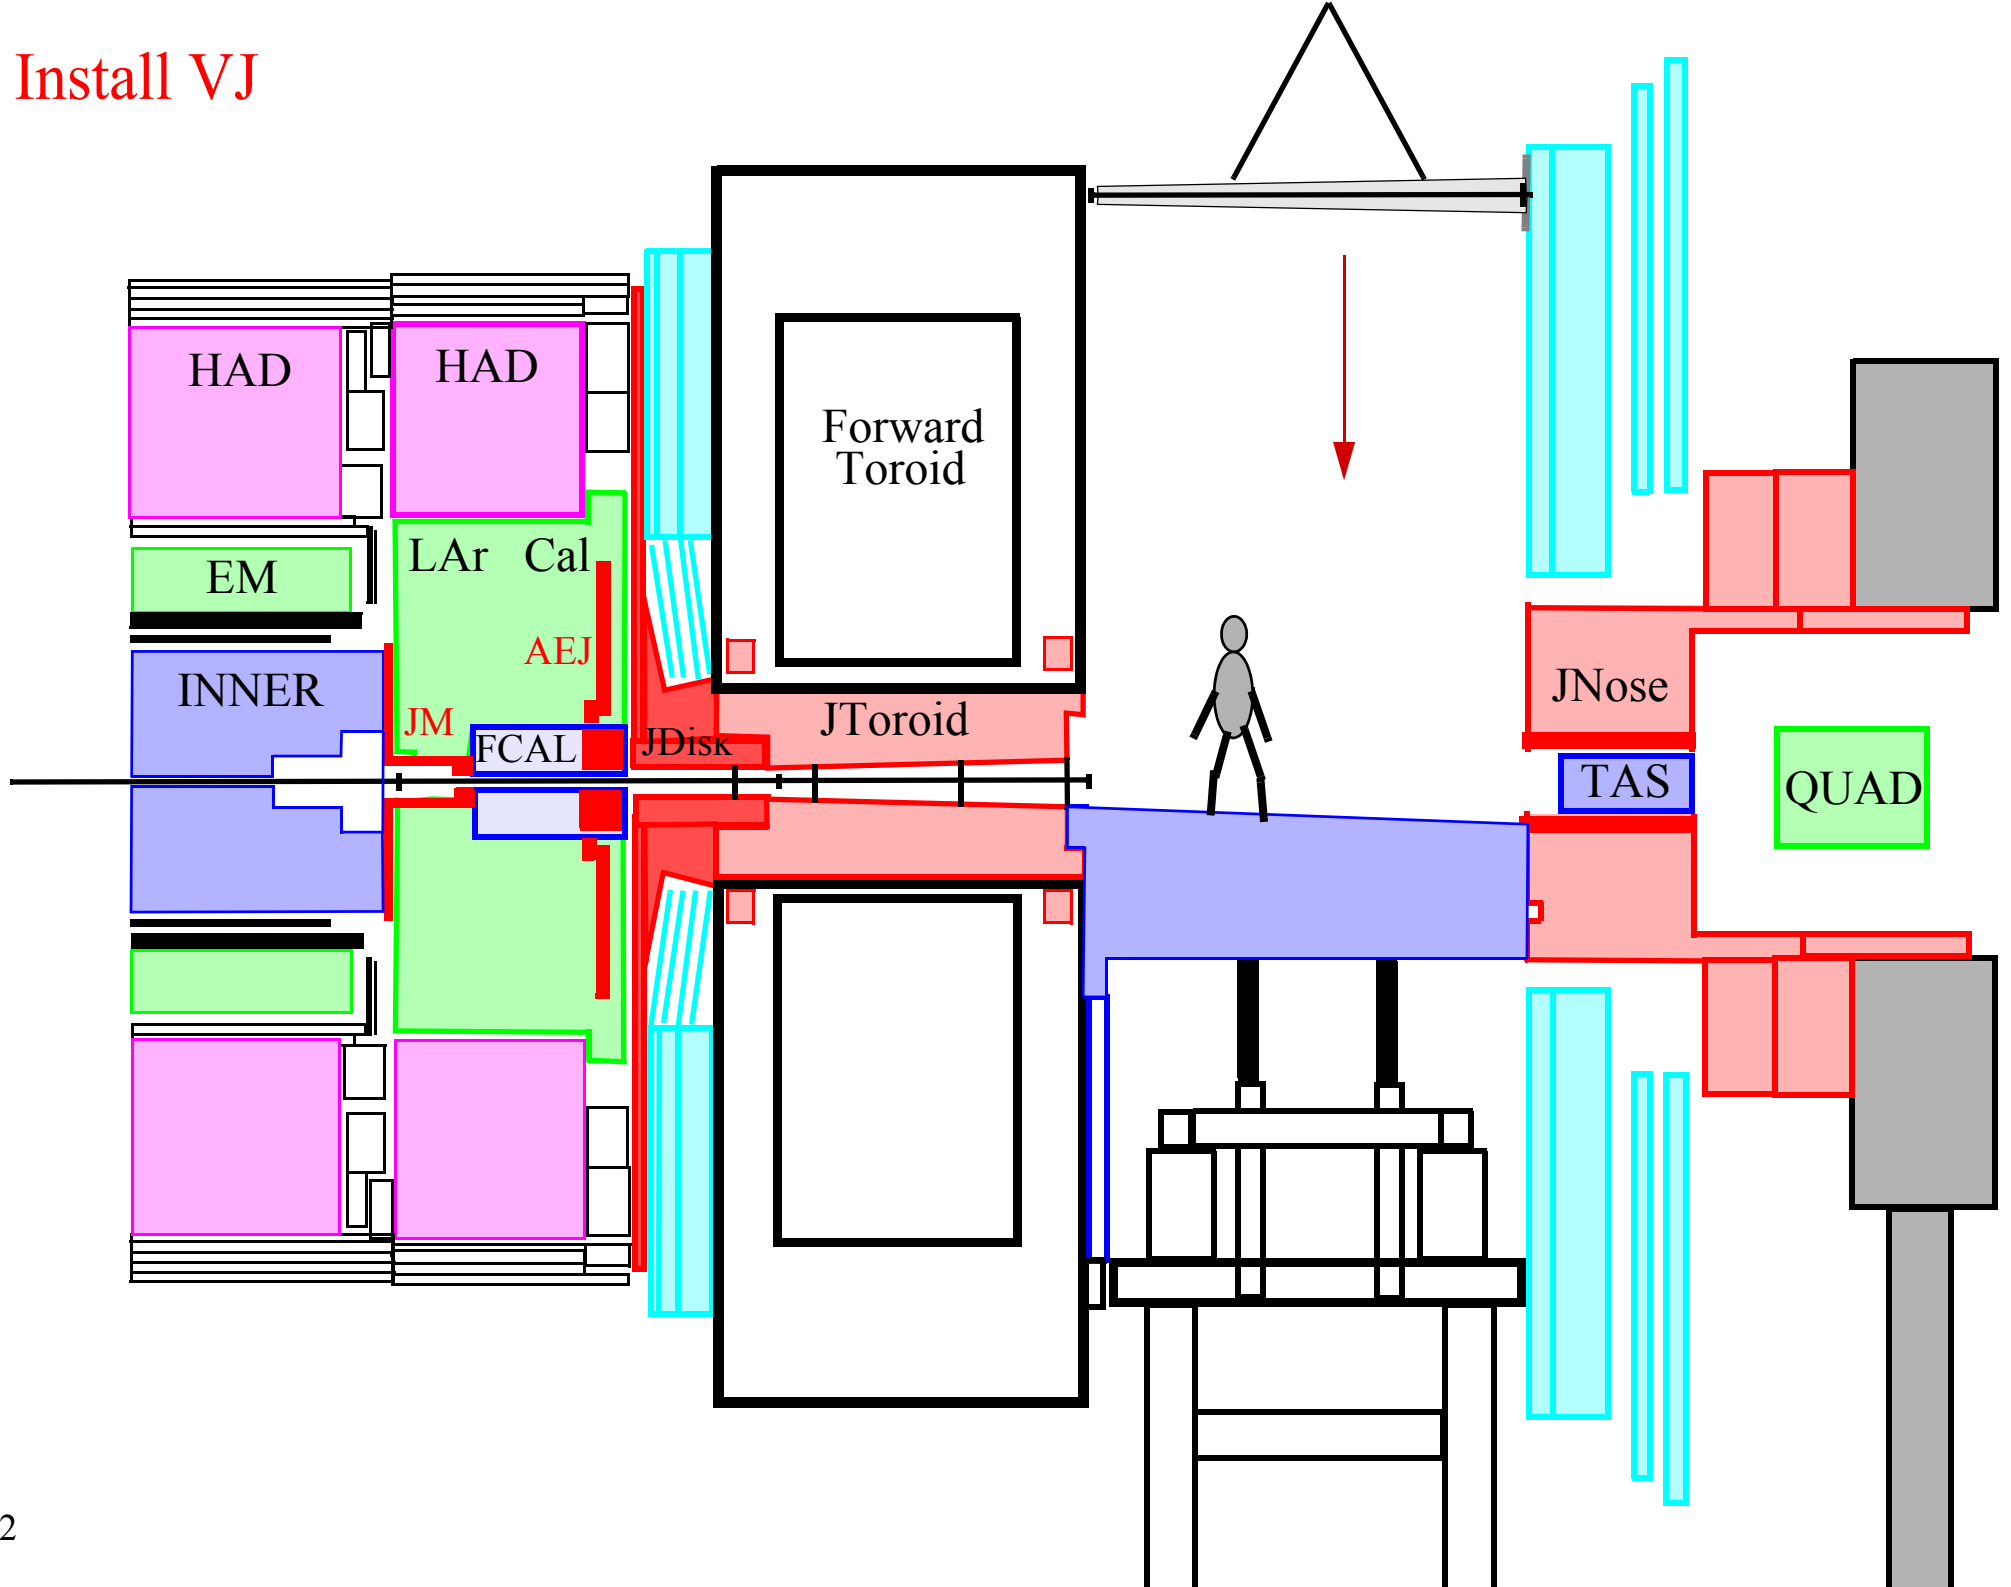 Install VJ
HAD
HAD
Forward
Toroid
LAr Cal
EM
AEJ
INNER
JNose
JM
JToroid
FCAL
JDisk
TAS
QUAD
2